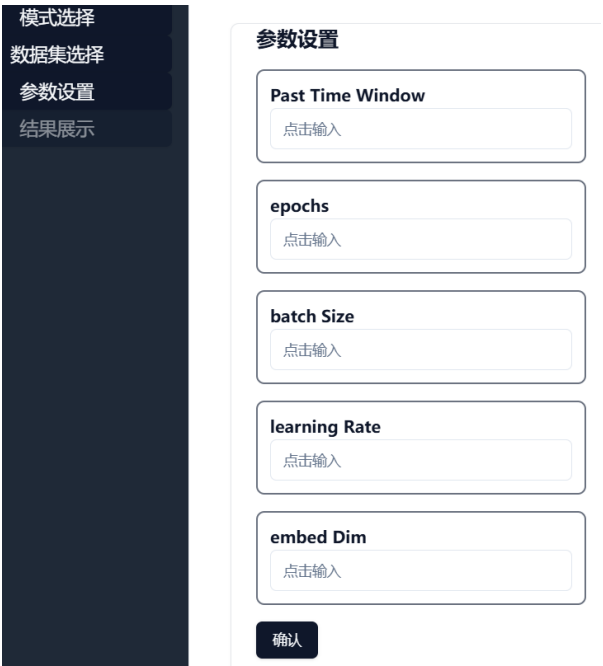 模式选择
数据集选择
参数设置
结果展示
参数设置
Past Time Window
点击输入
epochs
点击输入
batch Size
点击输入
learning Rate
点击输入
embed Dim
点击输入
确认